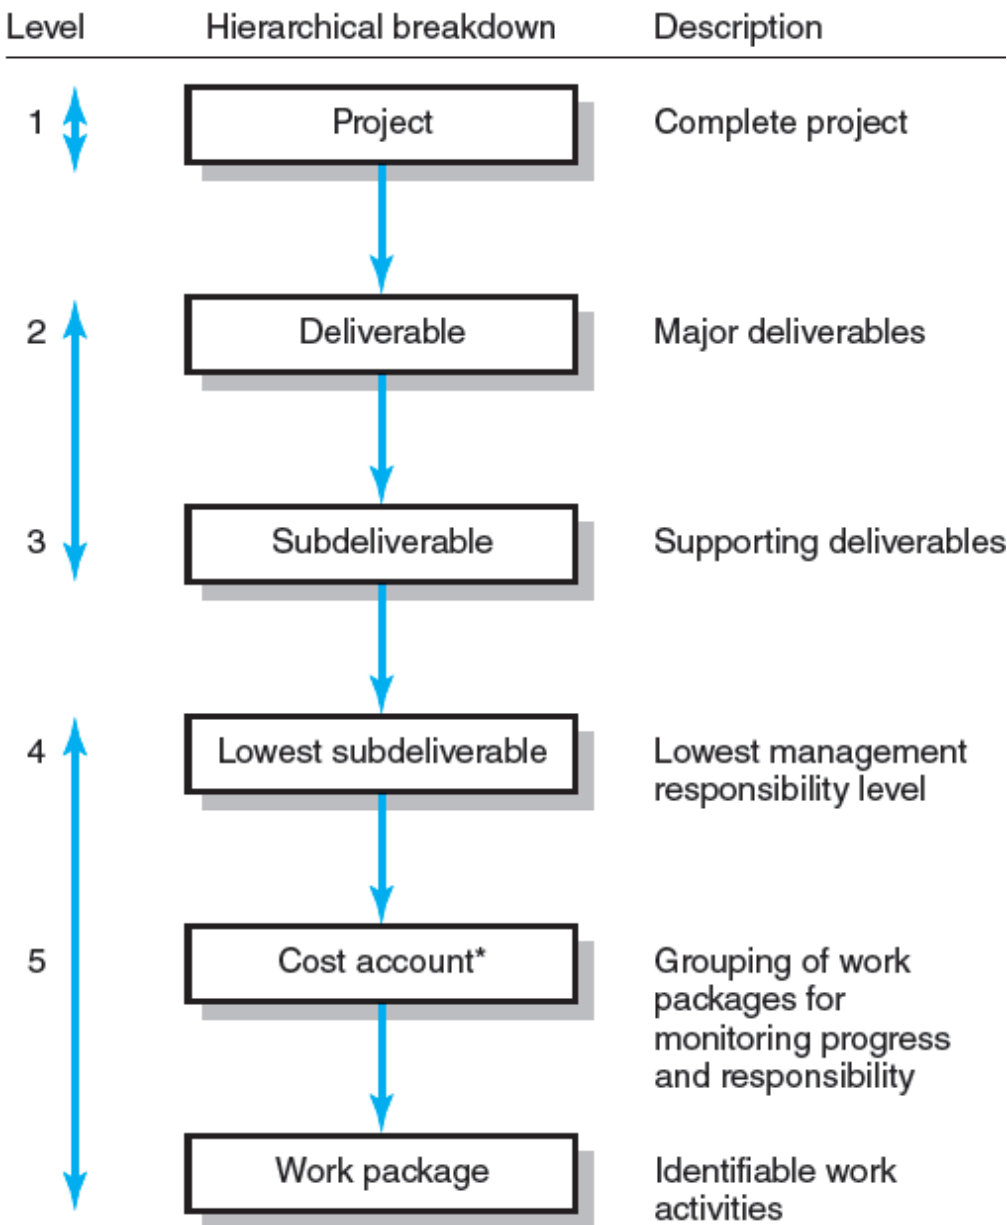 Level Hierarchical breakdown Description
1 Project Complete project
2 Deliverable Major deliverables
3 Subdeliverable Supporting deliverables
4 Lowest subdeliverable Lowest management
responsibility level
5 Cost account* Grouping of work
packages for
monitoring progress
and responsibility
Work package Identifiable work
activities